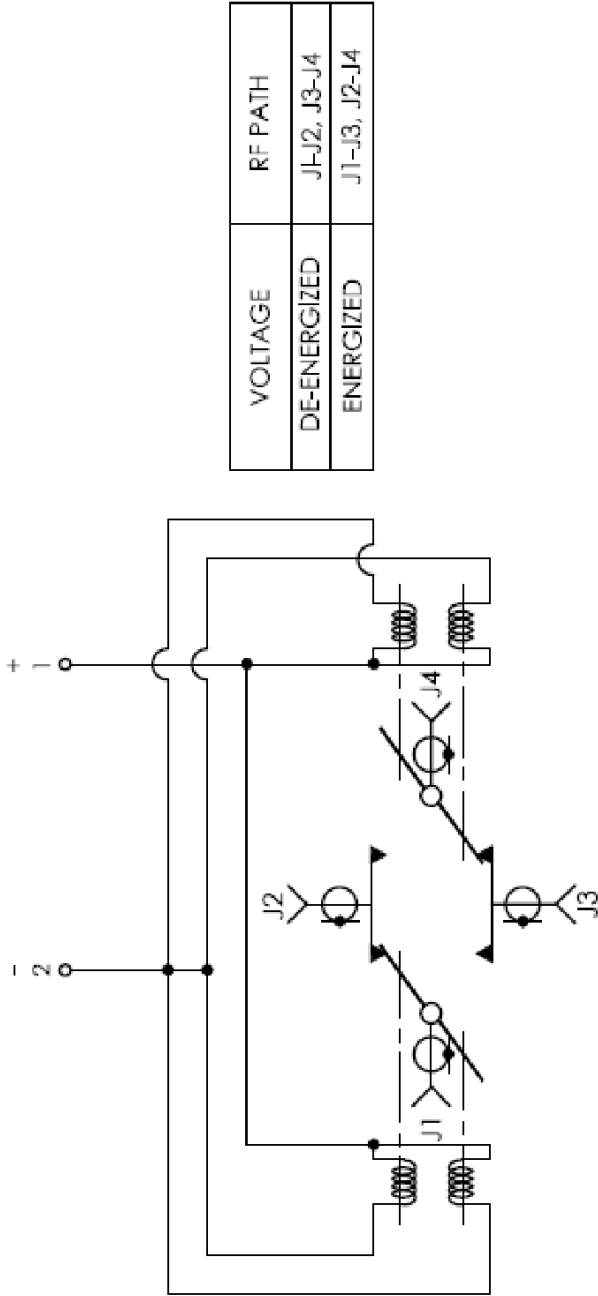 - +
2 1
J2
J1
J4
J3
VOLTAGE RF PATH
DE-ENERGIZED J1-J2, J3-J4
ENERGIZED J1-J3, J2-J4